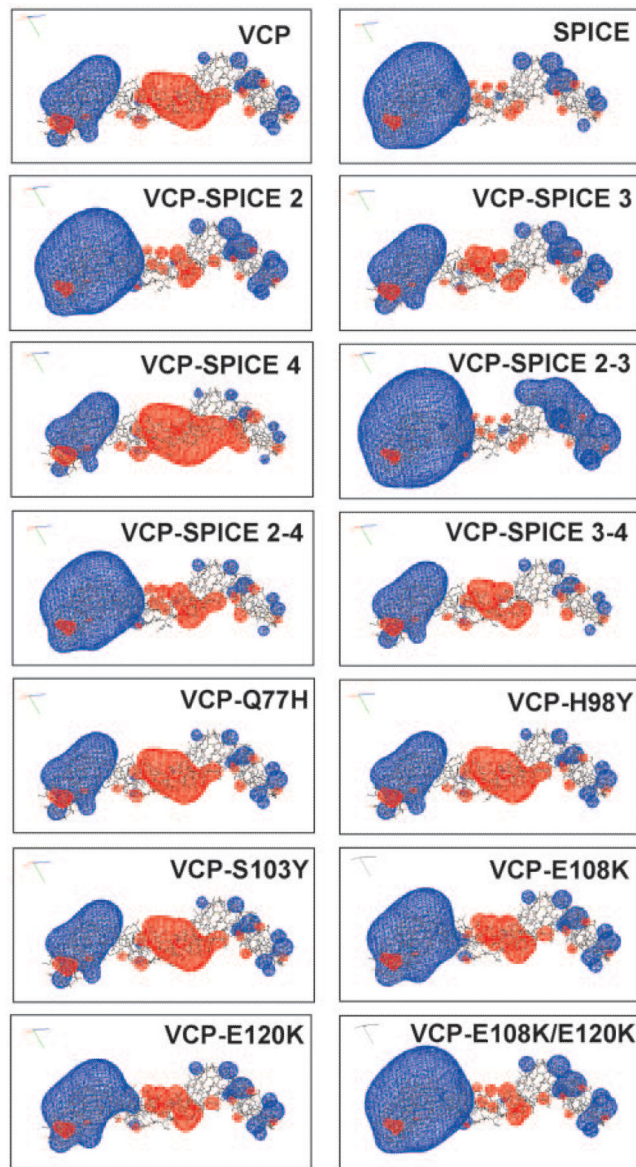 VCP
SPICE
VCP-SPICE 2
VCP-SPICE 3
VCP-SPICE 4
VCP-SPICE 2-3
VCP-SPICE 2-4
VCP-SPICE 3-4
VCP-Q77H
VCP-H98Y
VCP-S103Y
VCP-E108K
VCP-E120K
VCP-E108K/E120K